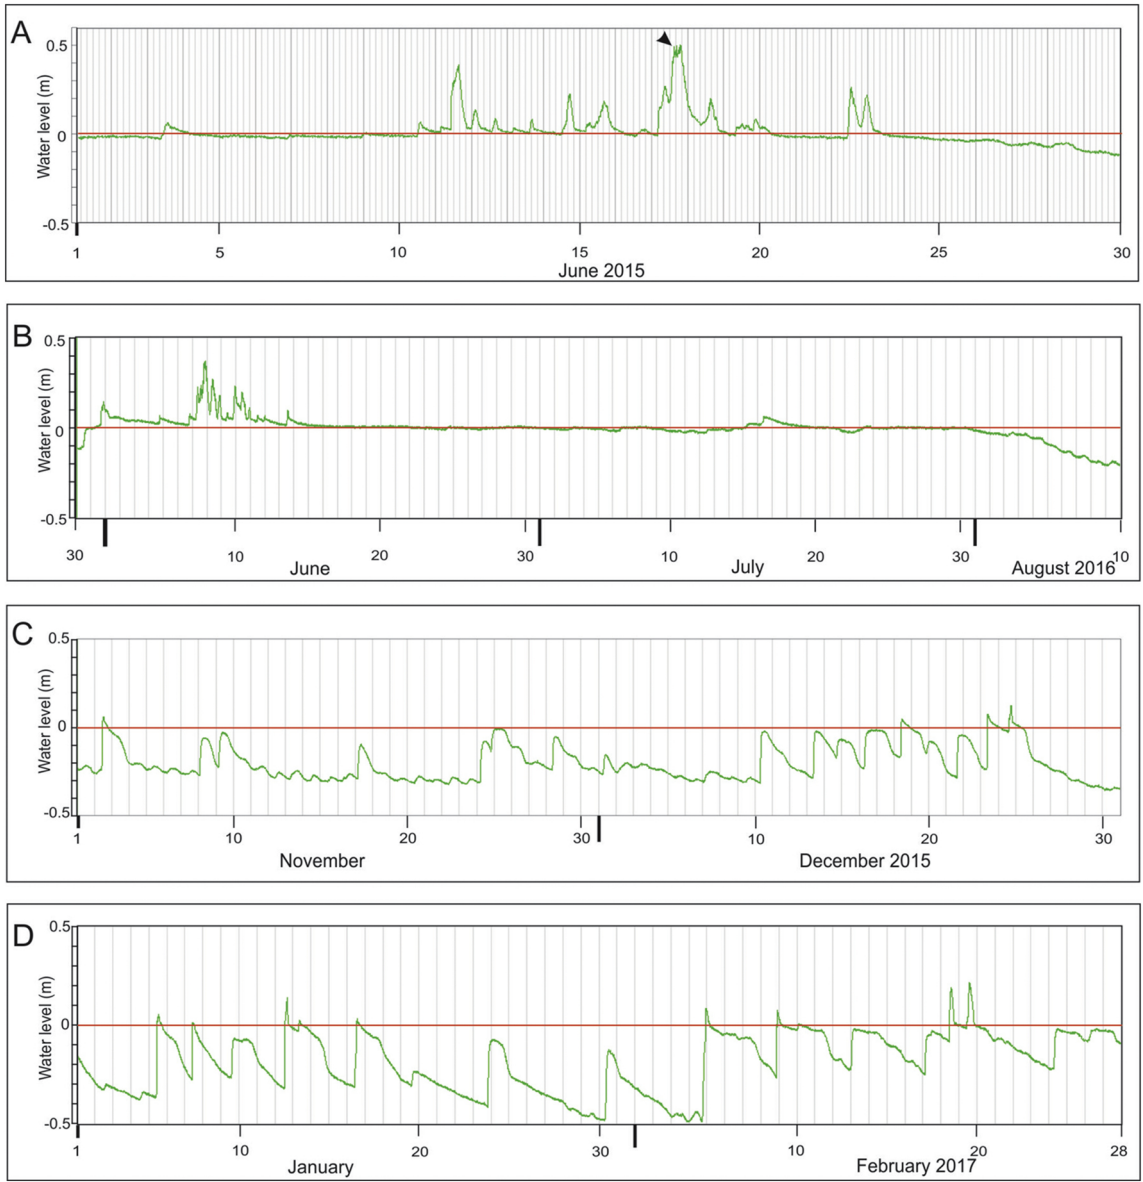 A
Water level (m)
0.5
0
-0.5
1 5 10 15 20 25 30
June 2015
B
Water level (m)
0.5
0
-0.5
30 10 20 30 10 20 30 10
June July August 2016
C
Water level (m)
0.5
0
-0.5
1 10 20 30 10 20 30
November December 2015
D
Water level (m)
0.5
0
-0.5
1 10 20 30 10 20 28
January February 2017